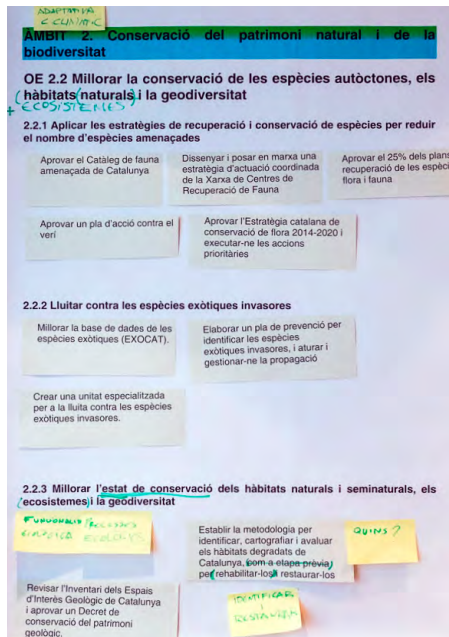 ADAPTATIVA
C. CLIMÀTIC
ÀMBIT 2. Conservació del patrimoni natural i de la
biodiversitat
OE 2.2 Millorar la conservació de les espècies autòctones, els
hàbitats (naturals) i la geodiversitat
+ ECOSISTEMES
2.2.1 Aplicar les estratègies de recuperació i conservació de espècies per reduir
el nombre d'espècies amenaçades
Aprovar el Catàleg de fauna
amenaçada de Catalunya
Dissenyar i posar en marxa una
estratègia d'actuació coordinada
de la Xarxa de Centres de
Recuperació de Fauna
Aprovar el 25% dels plans
recuperació de les espèci
flora i fauna
Aprovar un pla d'acció contra el
verí
Aprovar l'Estratègia catalana de
conservació de flora 2014-2020 i
executar-ne les accions
prioritàries
2.2.2 Lluitar contra les espècies exòtiques invasores
Millorar la base de dades de les
espècies exòtiques (EXOCAT).
Elaborar un pla de prevenció per
identificar les espècies
exòtiques invasores, i aturar i
gestionar-ne la propagació
Crear una unitat especialitzada
per a la lluita contra les espècies
exòtiques invasores.
2.2.3 Millorar l'estat de conservació dels hàbitats naturals i seminaturals, els
(ecosistemes) i la geodiversitat
Establir la metodologia per
identificar, cartografiar i avaluar
els hàbitats degradats de
Catalunya, (com a etapa prèvia)
per (rehabilitar-los) i restaurar-los
QUINS?
IDENTIFICAR
i
RESTAURAR
Revisar l'Inventari dels Espais
d'Interès Geològic de Catalunya
i aprovar un Decret de
conservació del patrimoni
geològic.